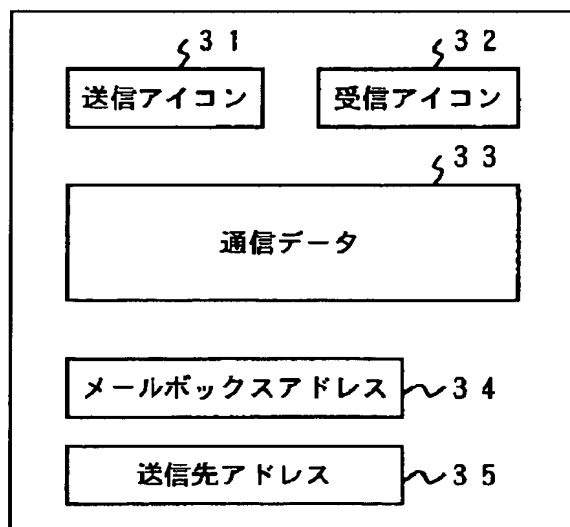 ３１ ３２
送信アイコン 受信アイコン
３３
通信データ
メールボックスアドレス ３４
送信先アドレス ３５